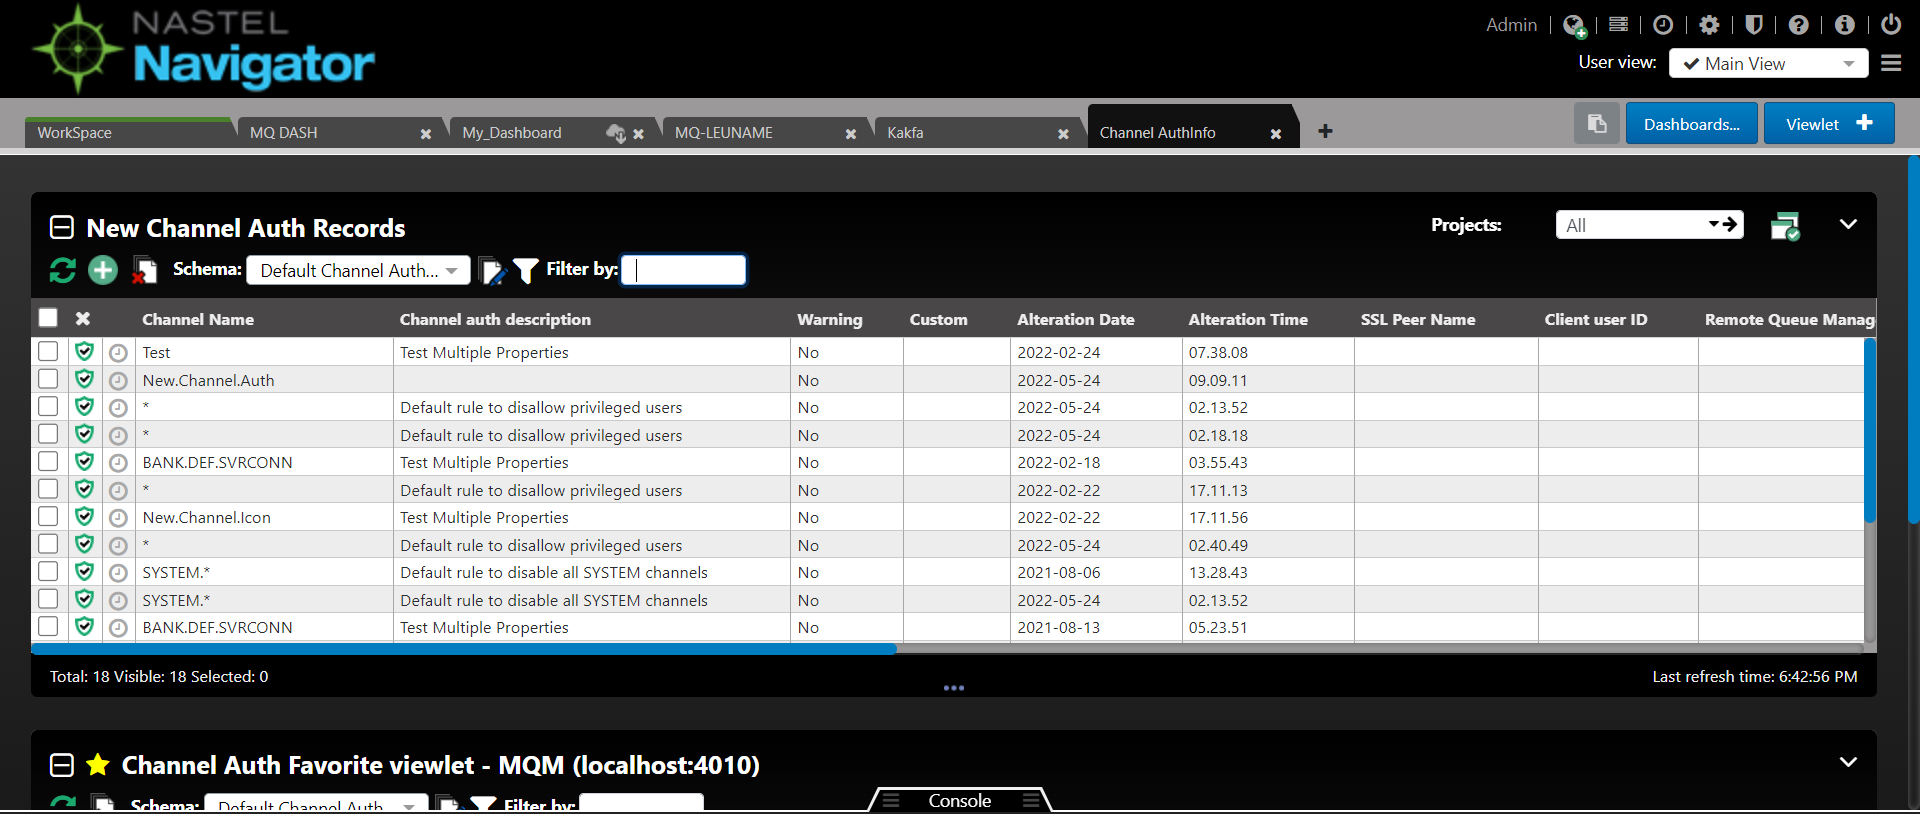 NASTEL
Navigator
Admin
User view: Main View
WorkSpace MQ DASH My_Dashboard MQ-LEUNAME Kakfa Channel AuthInfo Dashboards... Viewlet
New Channel Auth Records Projects: All
Schema: Default Channel Auth... Filter by:
Channel Name Channel auth description Warning Custom Alteration Date Alteration Time SSL Peer Name Client user ID Remote Queue Manag
Test Test Multiple Properties No 2022-02-24 07.38.08
New.Channel.Auth No 2022-05-24 09.09.11
* Default rule to disallow privileged users No 2022-05-24 02.13.52
* Default rule to disallow privileged users No 2022-05-24 02.18.18
BANK.DEF.SVRCONN Test Multiple Properties No 2022-02-18 03.55.43
* Default rule to disallow privileged users No 2022-02-22 17.11.13
New.Channel.Icon Test Multiple Properties No 2022-02-22 17.11.56
* Default rule to disallow privileged users No 2022-05-24 02.40.49
SYSTEM.* Default rule to disable all SYSTEM channels No 2021-08-06 13.28.43
SYSTEM.* Default rule to disable all SYSTEM channels No 2022-05-24 02.13.52
BANK.DEF.SVRCONN Test Multiple Properties No 2021-08-13 05.23.51
Total: 18 Visible: 18 Selected: 0 Last refresh time: 6:42:56 PM
Channel Auth Favorite viewlet - MQM (localhost:4010)
Schema: Default Channel Auth Filter by:
Console